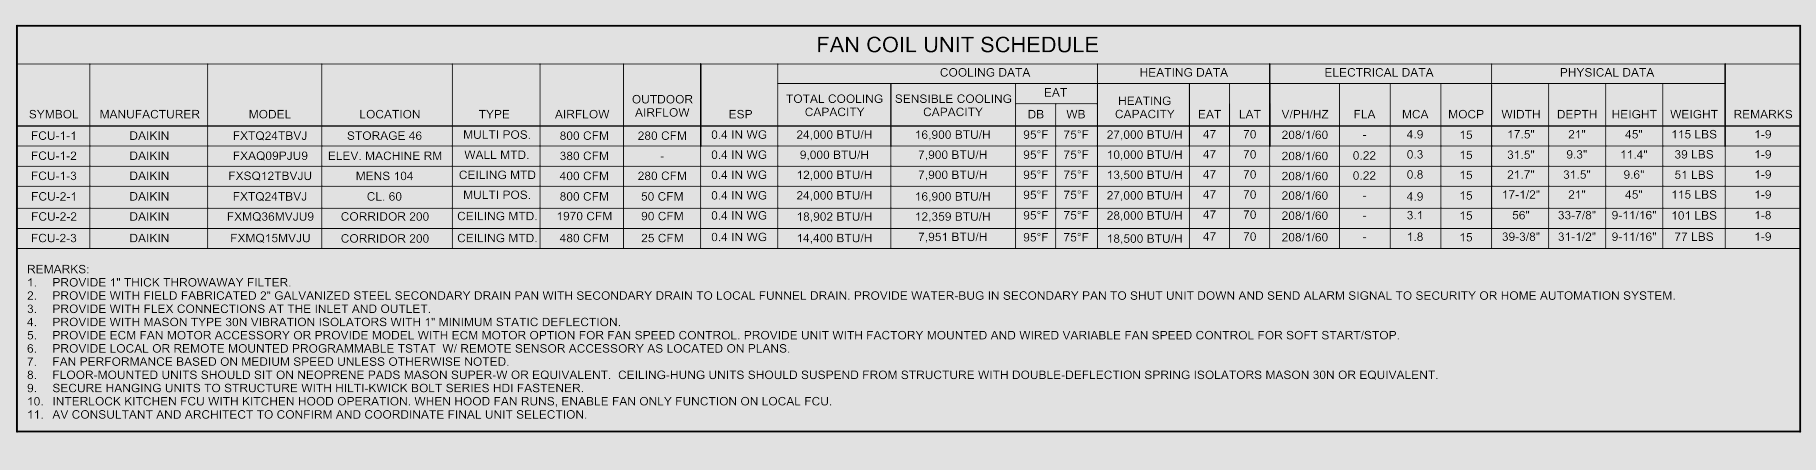 FAN COIL UNIT SCHEDULE
COOLING DATA HEATING DATA ELECTRICAL DATA PHYSICAL DATA
SYMBOL MANUFACTURER MODEL LOCATION TYPE AIRFLOW OUTDOOR AIRFLOW ESP TOTAL COOLING CAPACITY SENSIBLE COOLING CAPACITY EAT DB WB HEATING CAPACITY EAT LAT V/PH/HZ FLA MCA MOCP WIDTH DEPTH HEIGHT WEIGHT REMARKS
FCU-1-1 DAIKIN FXTQ24TBVJ STORAGE 46 MULTI POS. 800 CFM 280 CFM 0.4 IN WG 24,000 BTU/H 16,900 BTU/H 95°F 75°F 27,000 BTU/H 47 70 208/1/60 - 4.9 15 17.5" 21" 45" 115 LBS 1-9
FCU-1-2 DAIKIN FXAQ09PJU9 ELEV. MACHINE RM WALL MTD. 380 CFM - 0.4 IN WG 9,000 BTU/H 7,900 BTU/H 95°F 75°F 10,000 BTU/H 47 70 208/1/60 0.22 0.3 15 31.5" 9.3" 11.4" 39 LBS 1-9
FCU-1-3 DAIKIN FXSQ12TBVJU MENS 104 CEILING MTD 400 CFM 280 CFM 0.4 IN WG 12,000 BTU/H 7,900 BTU/H 95°F 75°F 13,500 BTU/H 47 70 208/1/60 0.22 0.8 15 21.7" 31.5" 9.6" 51 LBS 1-9
FCU-2-1 DAIKIN FXTQ24TBVJ CL. 60 MULTI POS. 800 CFM 50 CFM 0.4 IN WG 24,000 BTU/H 16,900 BTU/H 95°F 75°F 27,000 BTU/H 47 70 208/1/60 - 4.9 15 17-1/2" 21" 45" 115 LBS 1-9
FCU-2-2 DAIKIN FXMQ36MVJU9 CORRIDOR 200 CEILING MTD. 1970 CFM 90 CFM 0.4 IN WG 18,902 BTU/H 12,359 BTU/H 95°F 75°F 28,000 BTU/H 47 70 208/1/60 - 3.1 15 56" 33-7/8" 9-11/16" 101 LBS 1-8
FCU-2-3 DAIKIN FXMQ15MVJU CORRIDOR 200 CEILING MTD. 480 CFM 25 CFM 0.4 IN WG 14,400 BTU/H 7,951 BTU/H 95°F 75°F 18,500 BTU/H 47 70 208/1/60 - 1.8 15 39-3/8" 31-1/2" 9-11/16" 77 LBS 1-9
REMARKS:
1. PROVIDE 1" THICK THROWAWAY FILTER.
2. PROVIDE WITH FIELD FABRICATED 2" GALVANIZED STEEL SECONDARY DRAIN PAN WITH SECONDARY DRAIN TO LOCAL FUNNEL DRAIN. PROVIDE WATER-BUG IN SECONDARY PAN TO SHUT UNIT DOWN AND SEND ALARM SIGNAL TO SECURITY OR HOME AUTOMATION SYSTEM.
3. PROVIDE WITH FLEX CONNECTIONS AT THE INLET AND OUTLET.
4. PROVIDE WITH MASON TYPE 30N VIBRATION ISOLATORS WITH 1" MINIMUM STATIC DEFLECTION.
5. PROVIDE ECM FAN MOTOR ACCESSORY OR PROVIDE MODEL WITH ECM MOTOR OPTION FOR FAN SPEED CONTROL. PROVIDE UNIT WITH FACTORY MOUNTED AND WIRED VARIABLE FAN SPEED CONTROL FOR SOFT START/STOP.
6. PROVIDE LOCAL OR REMOTE MOUNTED PROGRAMMABLE TSTAT W/ REMOTE SENSOR ACCESSORY AS LOCATED ON PLANS.
7. FAN PERFORMANCE BASED ON MEDIUM SPEED UNLESS OTHERWISE NOTED.
8. FLOOR-MOUNTED UNITS SHOULD SIT ON NEOPRENE PADS MASON SUPER-W OR EQUIVALENT. CEILING-HUNG UNITS SHOULD SUSPEND FROM STRUCTURE WITH DOUBLE-DEFLECTION SPRING ISOLATORS MASON 30N OR EQUIVALENT.
9. SECURE HANGING UNITS TO STRUCTURE WITH HILTI-KWICK BOLT SERIES HDI FASTENER.
10. INTERLOCK KITCHEN FCU WITH KITCHEN HOOD OPERATION. WHEN HOOD FAN RUNS, ENABLE FAN ONLY FUNCTION ON LOCAL FCU.
11. AV CONSULTANT AND ARCHITECT TO CONFIRM AND COORDINATE FINAL UNIT SELECTION.